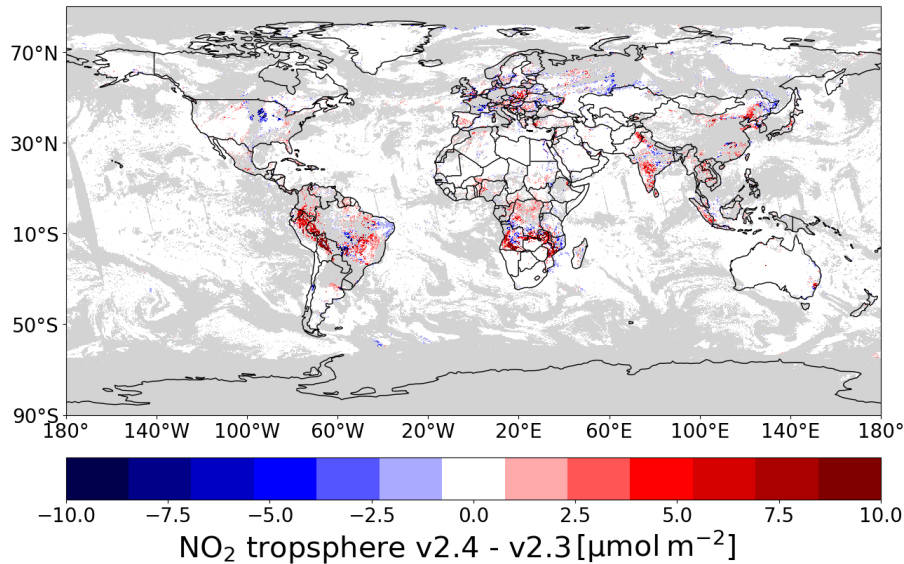 70°N
30°N
10°S
50°S
90°S
180° 140°W 100°W 60°W 20°W 20°E 60°E 100°E 140°E 180°
−10.0 −7.5 −5.0 −2.5 0.0 2.5 5.0 7.5 10.0
NO₂ tropsphere v2.4 - v2.3 [µmol m⁻²]